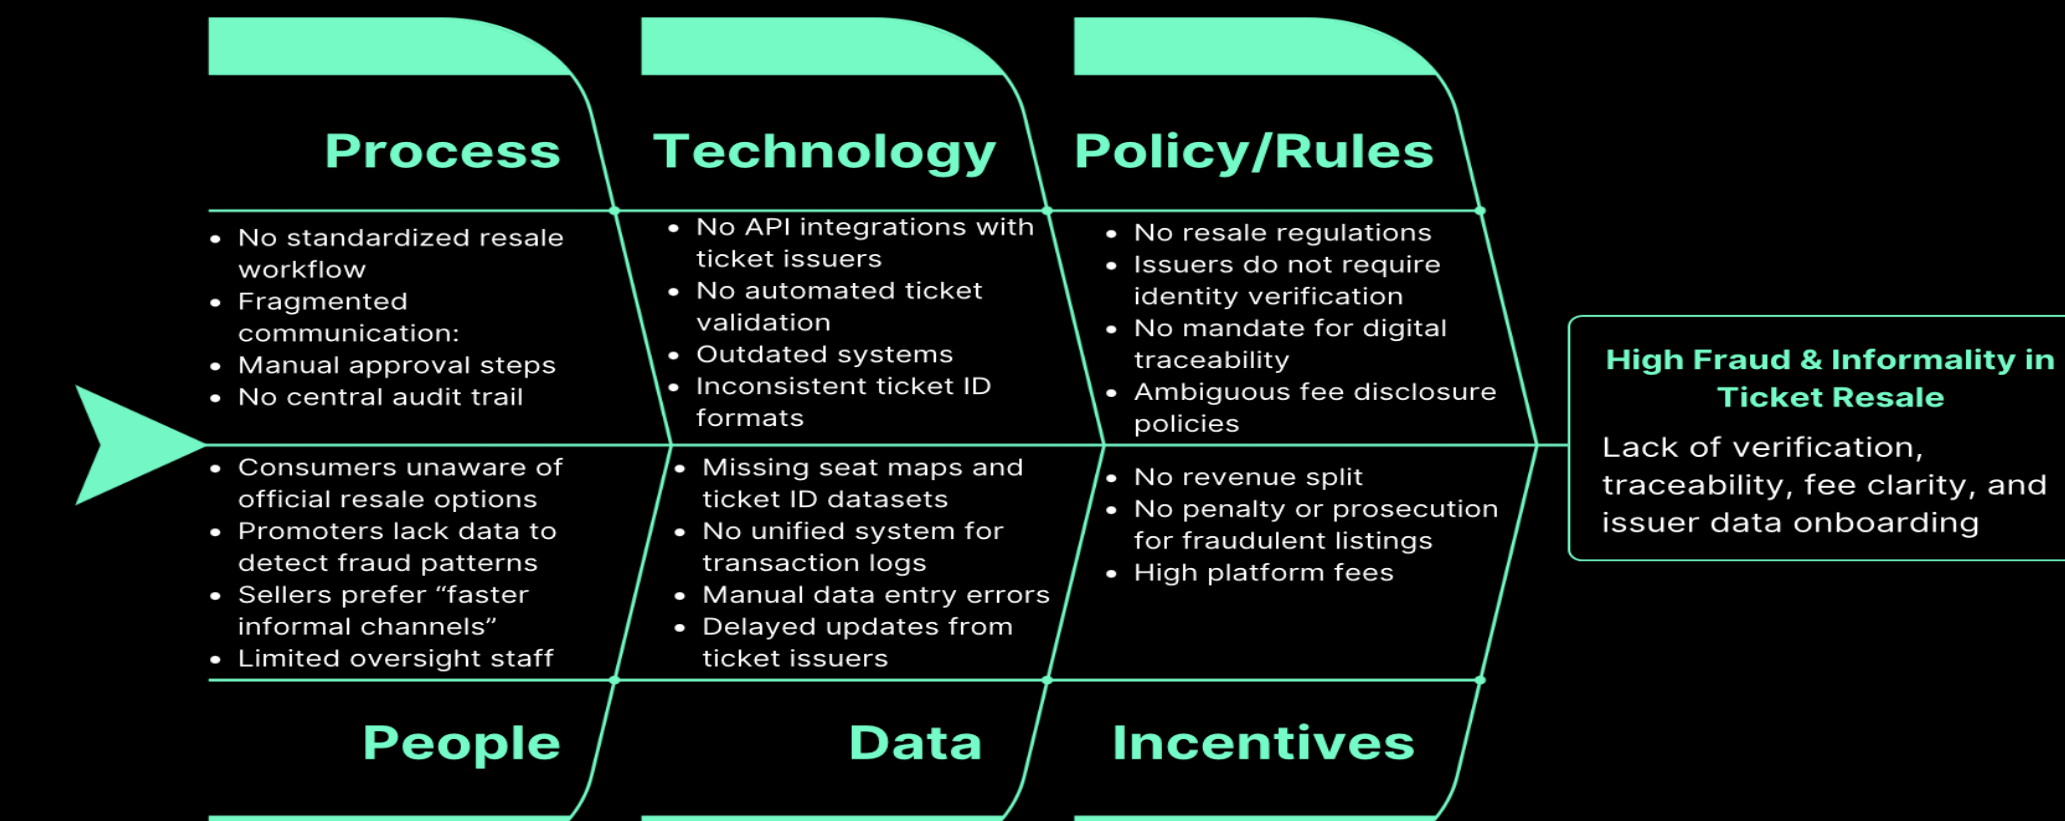 Process
• No standardized resale
workflow
• Fragmented
communication:
• Manual approval steps
• No central audit trail
Technology
• No API integrations with
ticket issuers
• No automated ticket
validation
• Outdated systems
• Inconsistent ticket ID
formats
Policy/Rules
• No resale regulations
• Issuers do not require
identity verification
• No mandate for digital
traceability
• Ambiguous fee disclosure
policies
• Consumers unaware of
official resale options
• Promoters lack data to
detect fraud patterns
• Sellers prefer “faster
informal channels”
• Limited oversight staff
People
• Missing seat maps and
ticket ID datasets
• No unified system for
transaction logs
• Manual data entry errors
• Delayed updates from
ticket issuers
Data
• No revenue split
• No penalty or prosecution
for fraudulent listings
• High platform fees
Incentives
High Fraud & Informality in
Ticket Resale
Lack of verification,
traceability, fee clarity, and
issuer data onboarding